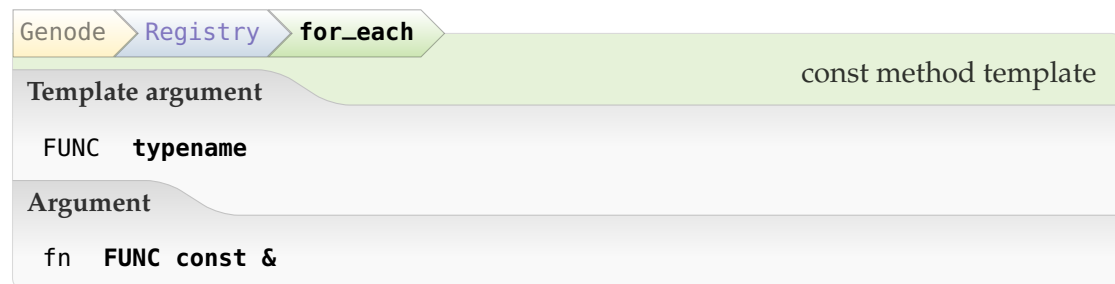 Genode Registry for_each
const method template
Template argument
FUNC typename
Argument
fn FUNC const &